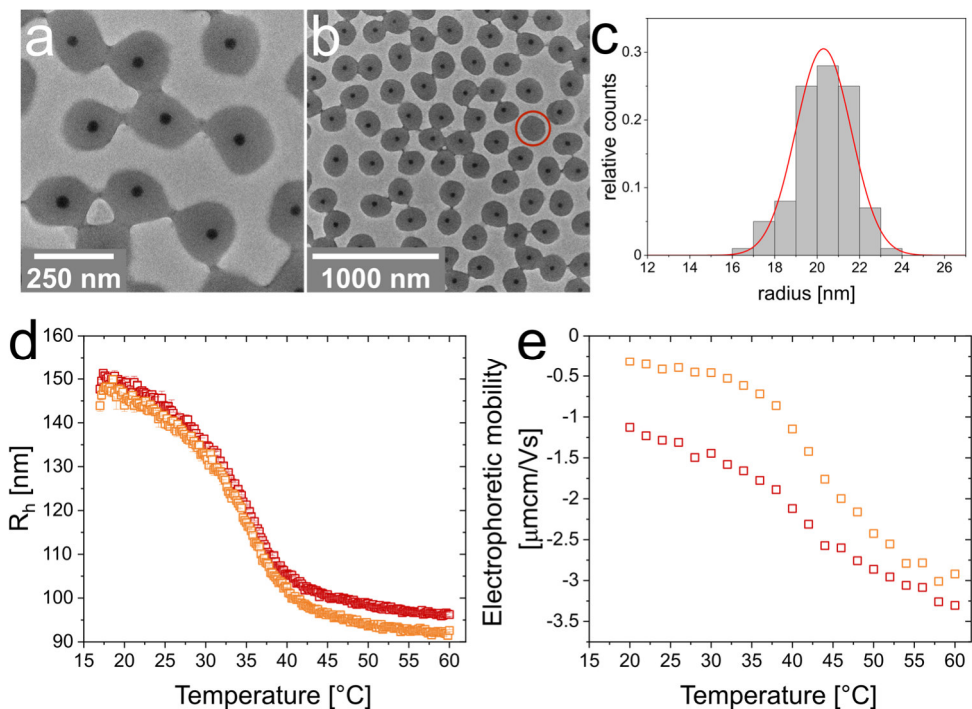 a
250 nm
b
1000 nm
c
relative counts
0.3
0.2
0.1
0
12 14 16 18 20 22 24 26
radius [nm]
d
R_h [nm]
160
150
140
130
120
110
100
90
15 20 25 30 35 40 45 50 55 60
Temperature [°C]
e
Electrophoretic mobility
[µmcm/Vs]
0
-0.5
-1
-1.5
-2
-2.5
-3
-3.5
15 20 25 30 35 40 45 50 55 60
Temperature [°C]